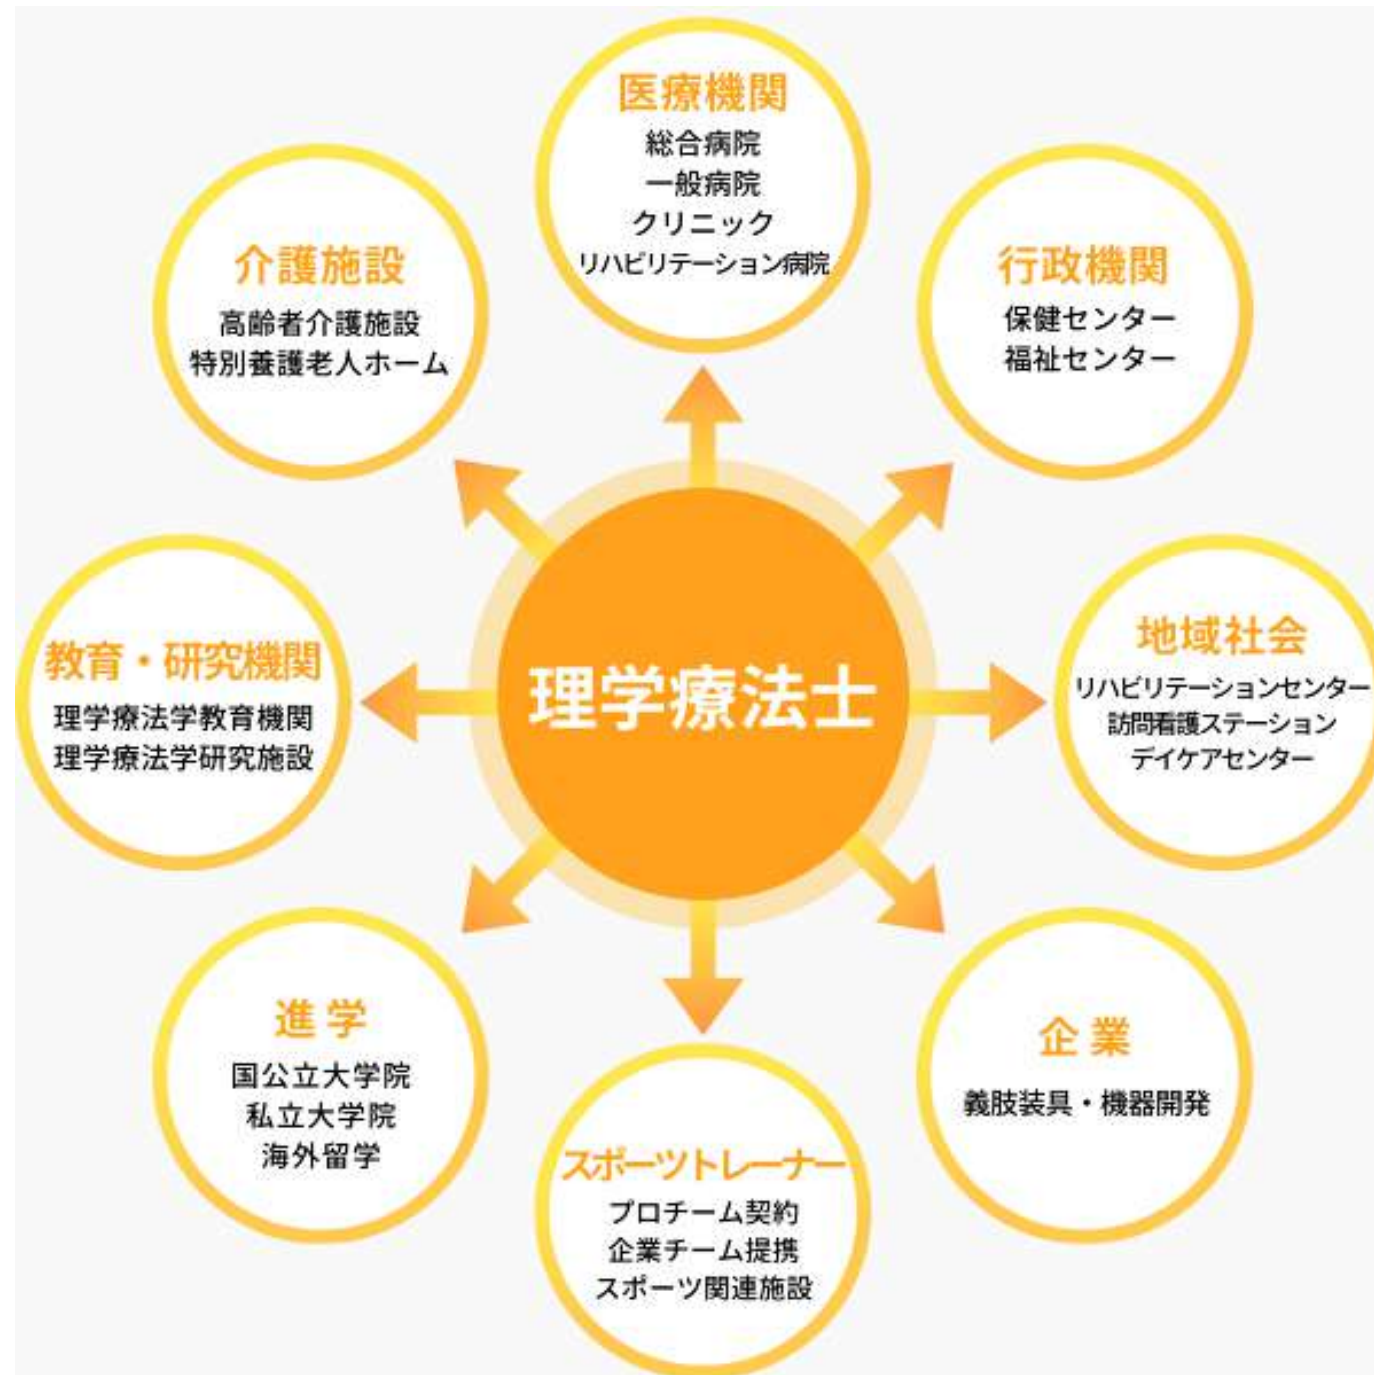 医療機関
総合病院
一般病院
クリニック
リハビリテーション病院
介護施設
高齢者介護施設
特別養護老人ホーム
行政機関
保健センター
福祉センター
教育・研究機関
理学療法学教育機関
理学療法学研究施設
理学療法士
地域社会
リハビリテーションセンター
訪問看護ステーション
デイケアセンター
進学
国公立大学院
私立大学院
海外留学
企業
義肢装具・機器開発
スポーツトレーナー
プロチーム契約
企業チーム提携
スポーツ関連施設